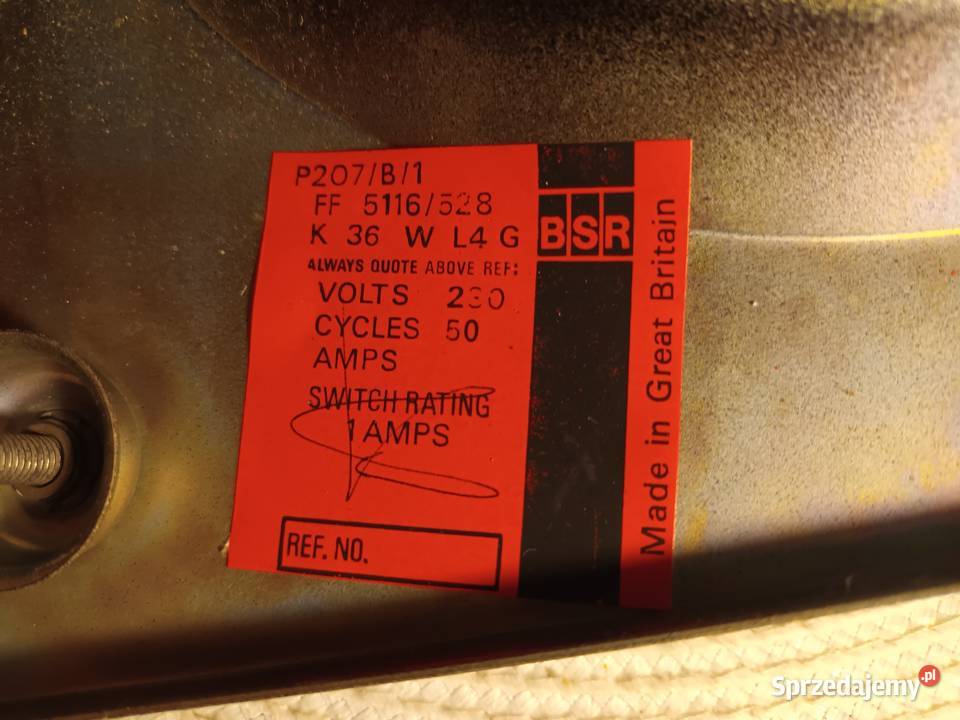 P207/B/1
FF 5116/528
K 36 W L4 G
ALWAYS QUOTE ABOVE REF:
VOLTS 230
CYCLES 50
AMPS
SWITCH RATING
1 AMPS
REF. NO.
BSR
Made in Great Britain
Sprzedajemy.pl